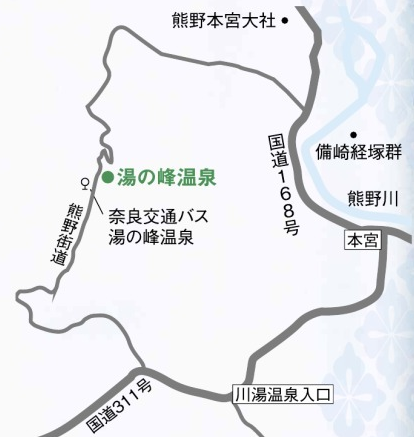 熊野本宮大社
国道168号
備崎経塚群
熊野川
本宮
湯の峰温泉
奈良交通バス
湯の峰温泉
熊野街道
国道311号
川湯温泉入口